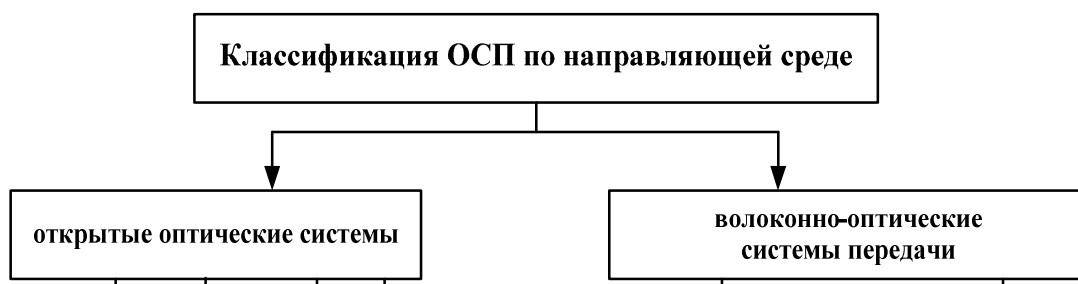 Классификация ОСП по направляющей среде
открытые оптические системы
волоконно-оптические
системы передачи